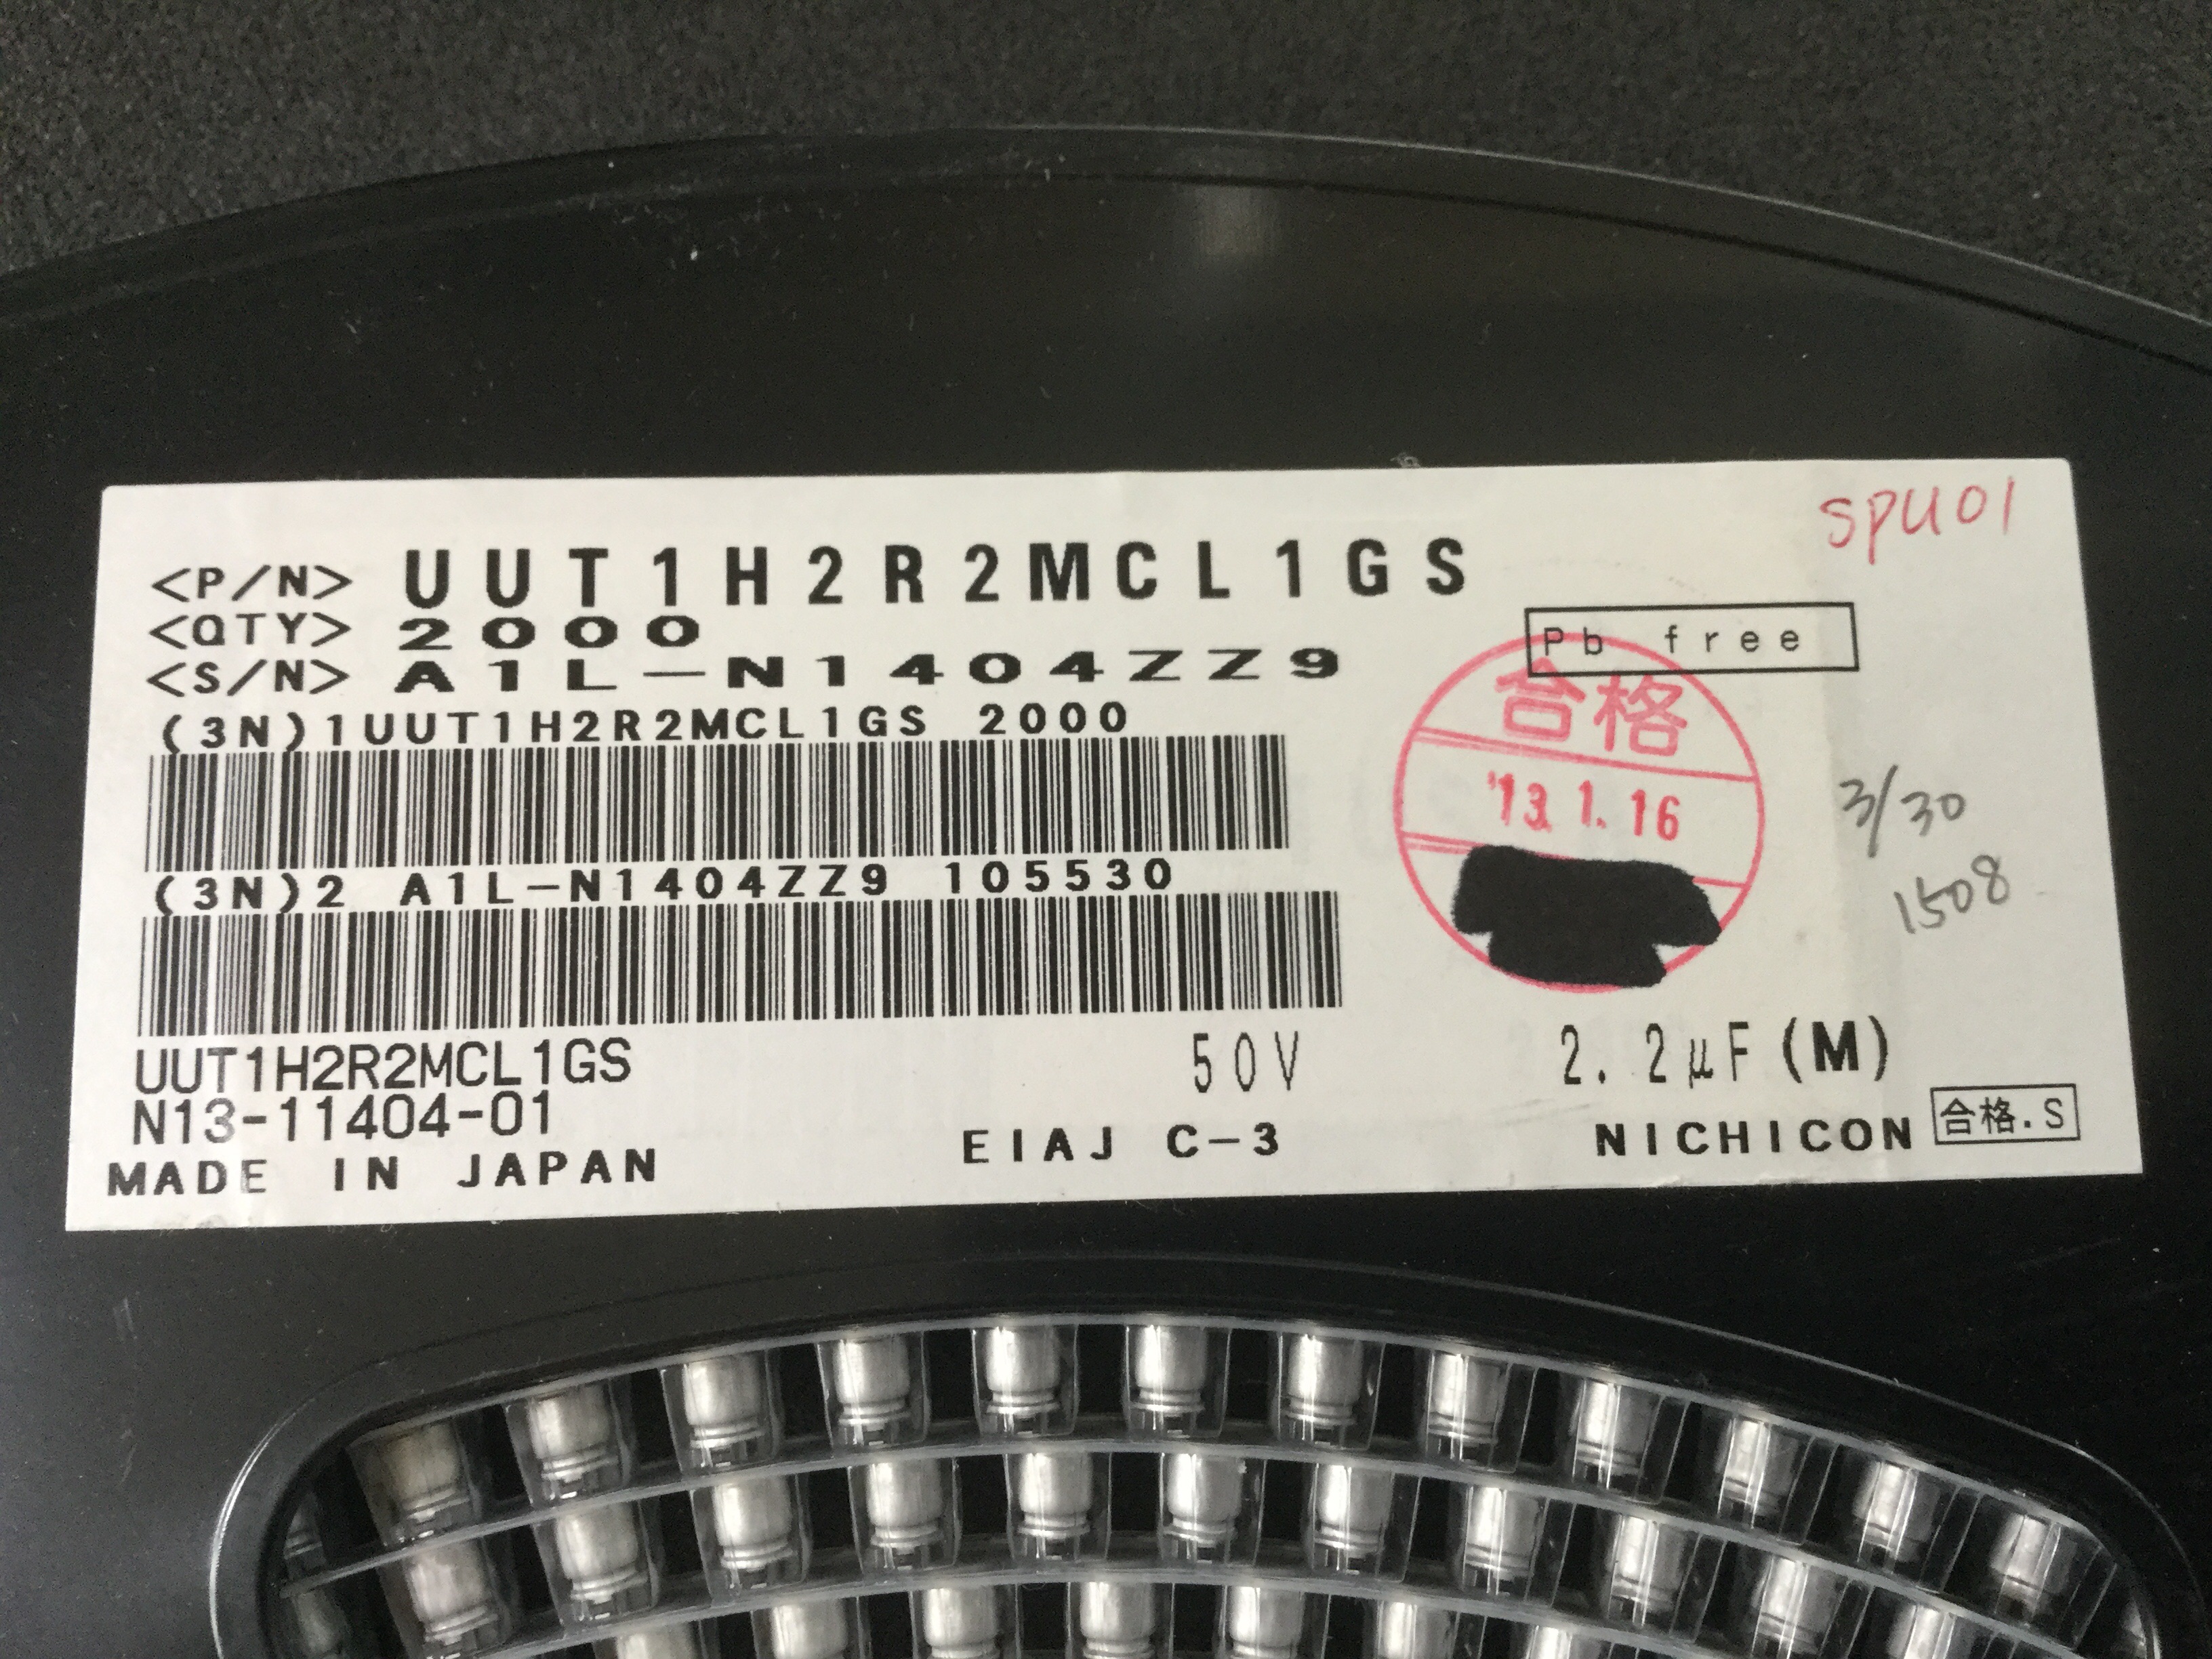 SPU01
<P/N> UUT1H2R2MCL1GS
<QTY> 2000
<S/N> A1L-N1404ZZ9
Pb free
(3N)1UUT1H2R2MCL1GS 2000
合格
'13. 1. 16
(3N)2 A1L-N1404ZZ9 105530
3/30
1508
UUT1H2R2MCL1GS 50V 2.2µF(M)
N13-11404-01
MADE IN JAPAN EIAJ C-3 NICHICON 合格.S